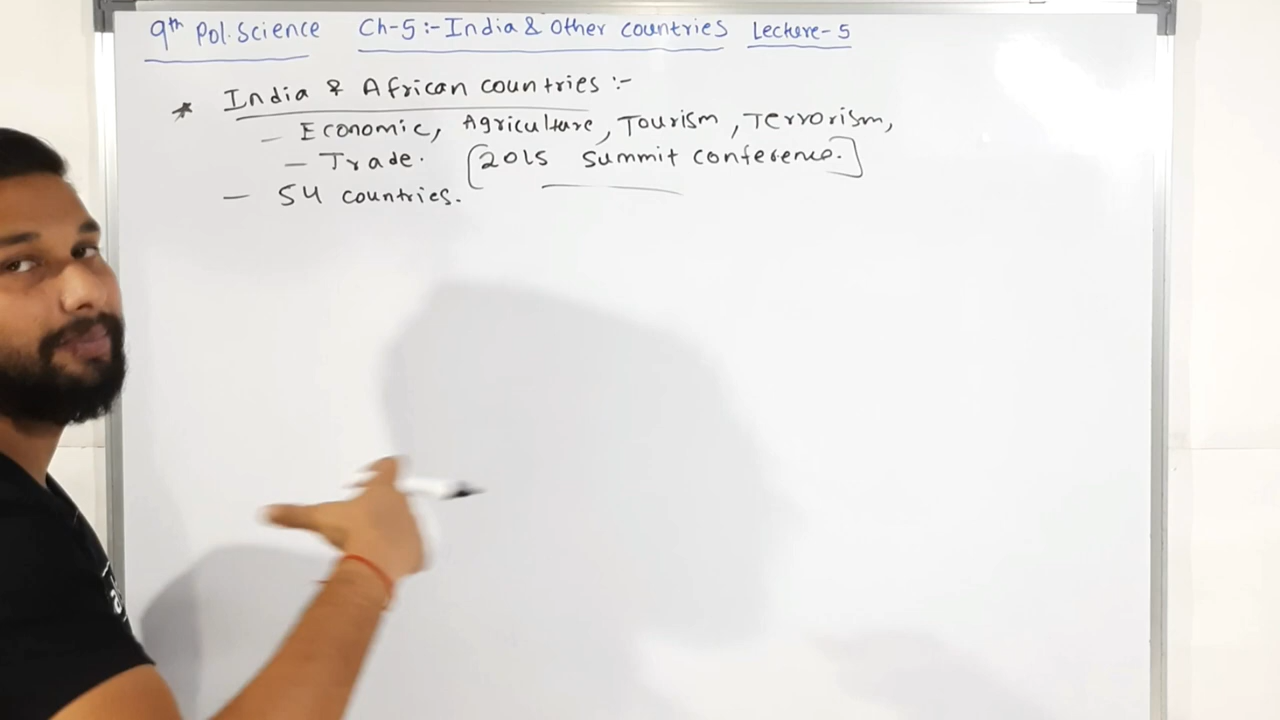 9th Pol.Science Ch-5:-India & Other countries Lecture-5
* India & African countries :-
- Economic, Agriculture, Tourism, Terrorism,
- Trade. [2015 summit conference.]
- 54 countries.